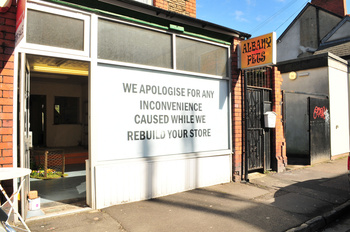 ALBANY
PETS
WE APOLOGISE FOR ANY
INCONVENIENCE
CAUSED WHILE WE
REBUILD YOUR STORE